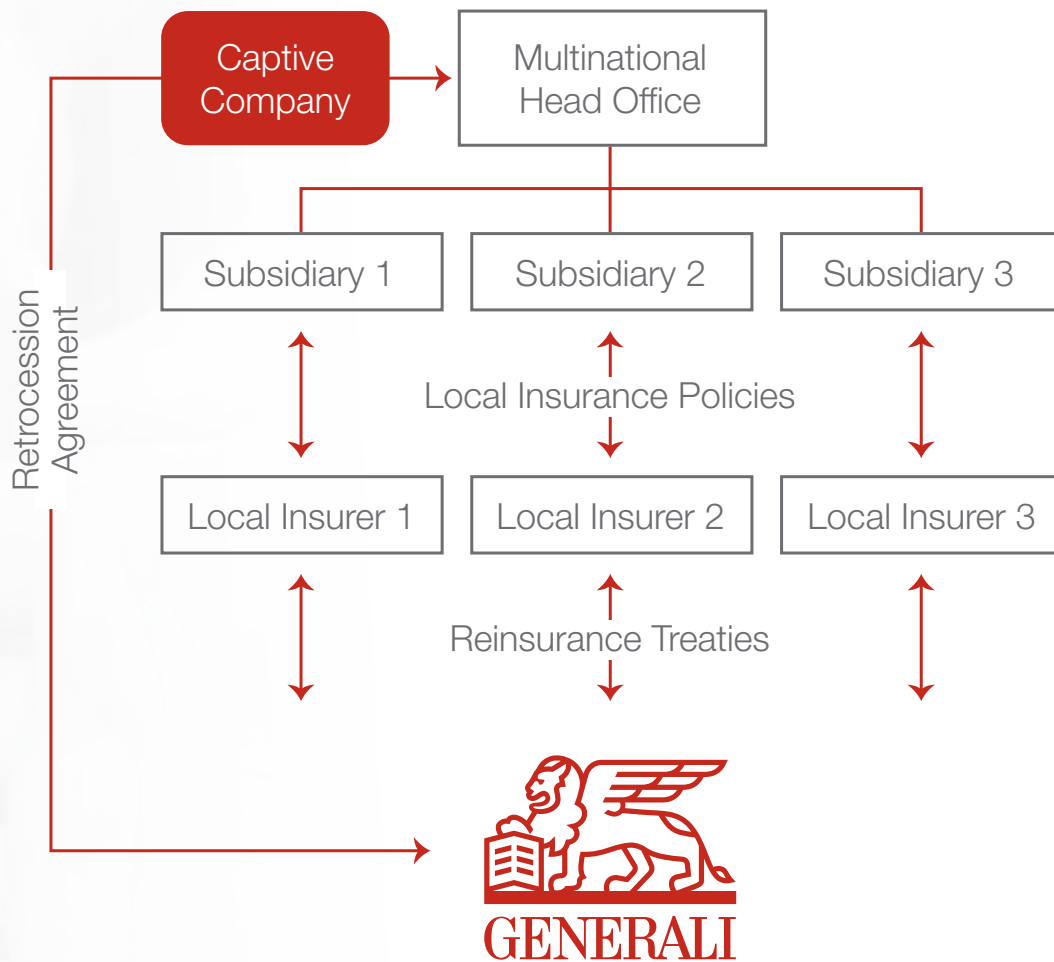 Captive
Company
Multinational
Head Office
Subsidiary 1
Subsidiary 2
Subsidiary 3
Retrocession
Agreement
Local Insurance Policies
Local Insurer 1
Local Insurer 2
Local Insurer 3
Reinsurance Treaties
GENERALI